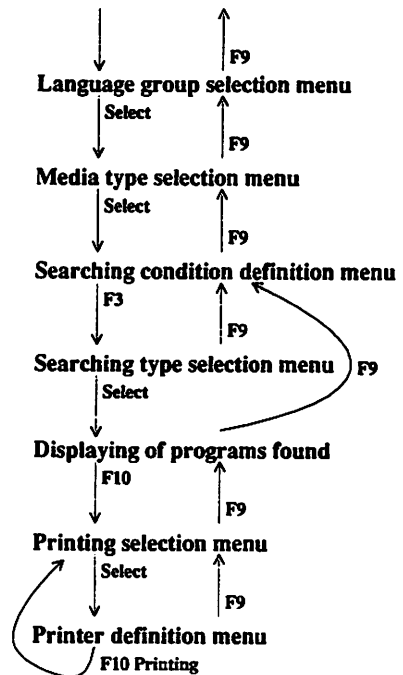 F9
Language group selection menu
Select
F9
Media type selection menu
Select
F9
Searching condition definition menu
F3
F9
Searching type selection menu
F9
Select
Displaying of programs found
F10
F9
Printing selection menu
Select
F9
Printer definition menu
F10 Printing